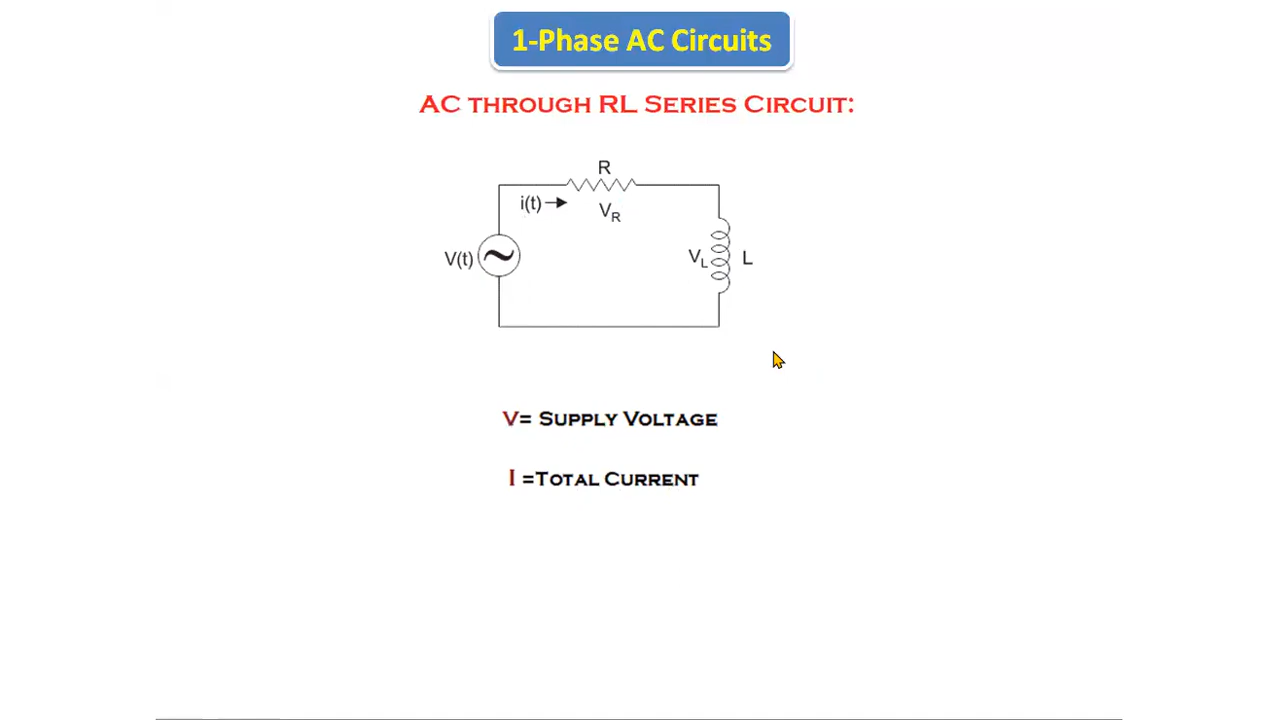 1-Phase AC Circuits
AC through RL Series Circuit:
R
i(t)
VR
V(t)
VL
L
V= Supply Voltage
I =Total Current